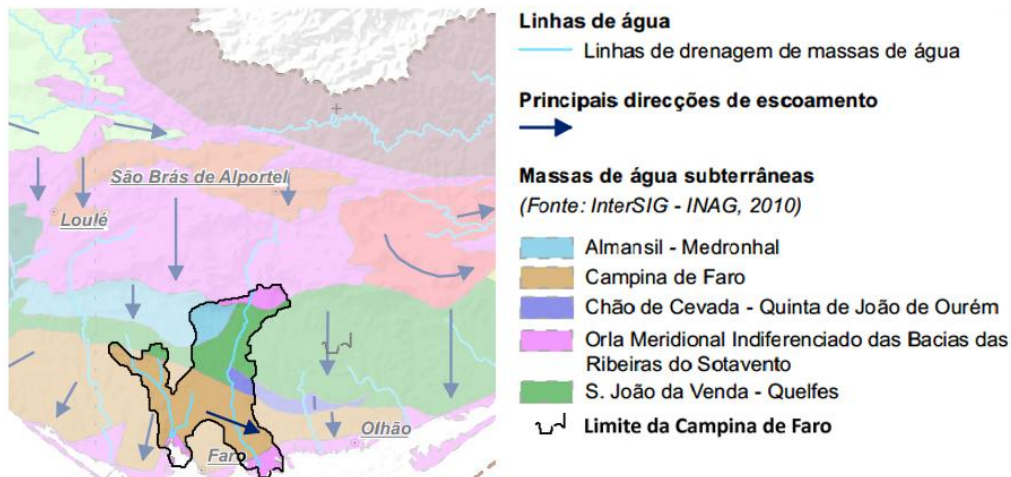 São Brás de Alportel
Loulé
Olhão
Faro
Linhas de água
Linhas de drenagem de massas de água
Principais direcções de escoamento
Massas de água subterrâneas
(Fonte: InterSIG - INAG, 2010)
Almansil - Medronhal
Campina de Faro
Chão de Cevada - Quinta de João de Ourém
Orla Meridional Indiferenciado das Bacias das
Ribeiras do Sotavento
S. João da Venda - Quelfes
Limite da Campina de Faro